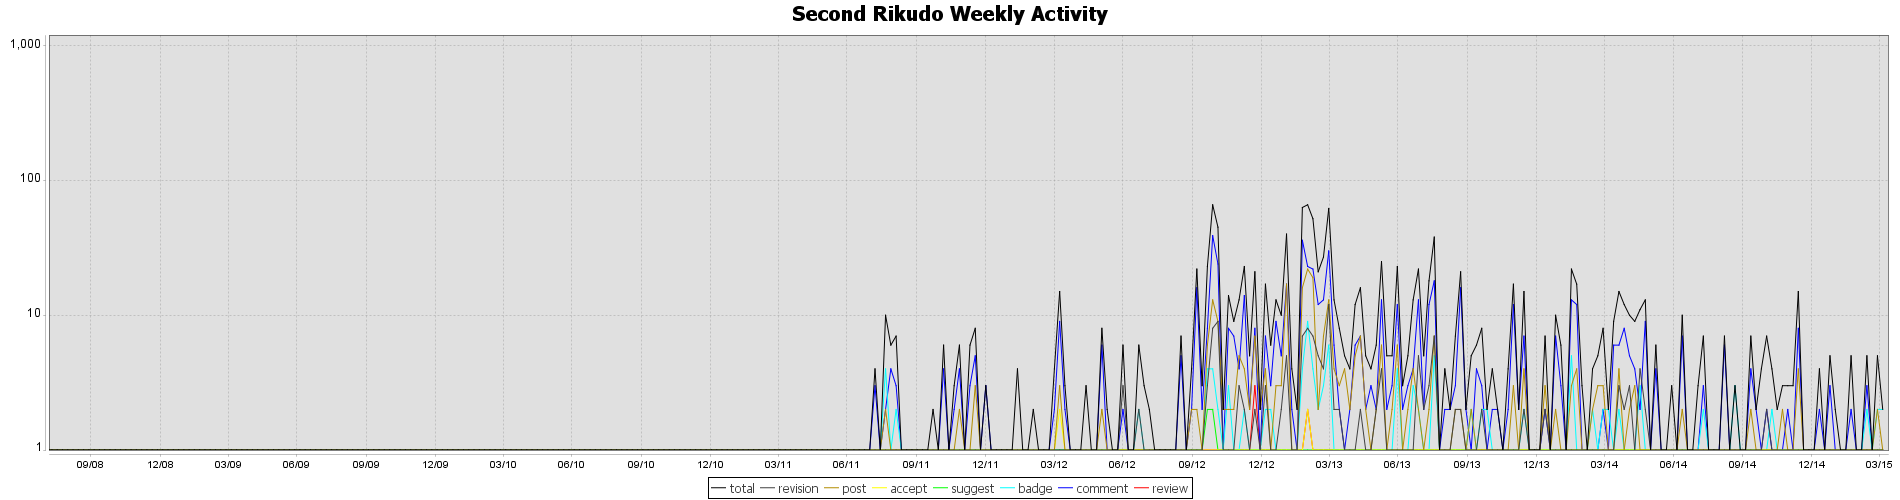 Second Rikudo Weekly Activity
1,000
100
10
1
09/08 12/08 03/09 06/09 09/09 12/09 03/10 06/10 09/10 12/10 03/11 06/11 09/11 12/11 03/12 06/12 09/12 12/12 03/13 06/13 09/13 12/13 03/14 06/14 09/14 12/14 03/15
total revision post accept suggest badge comment review